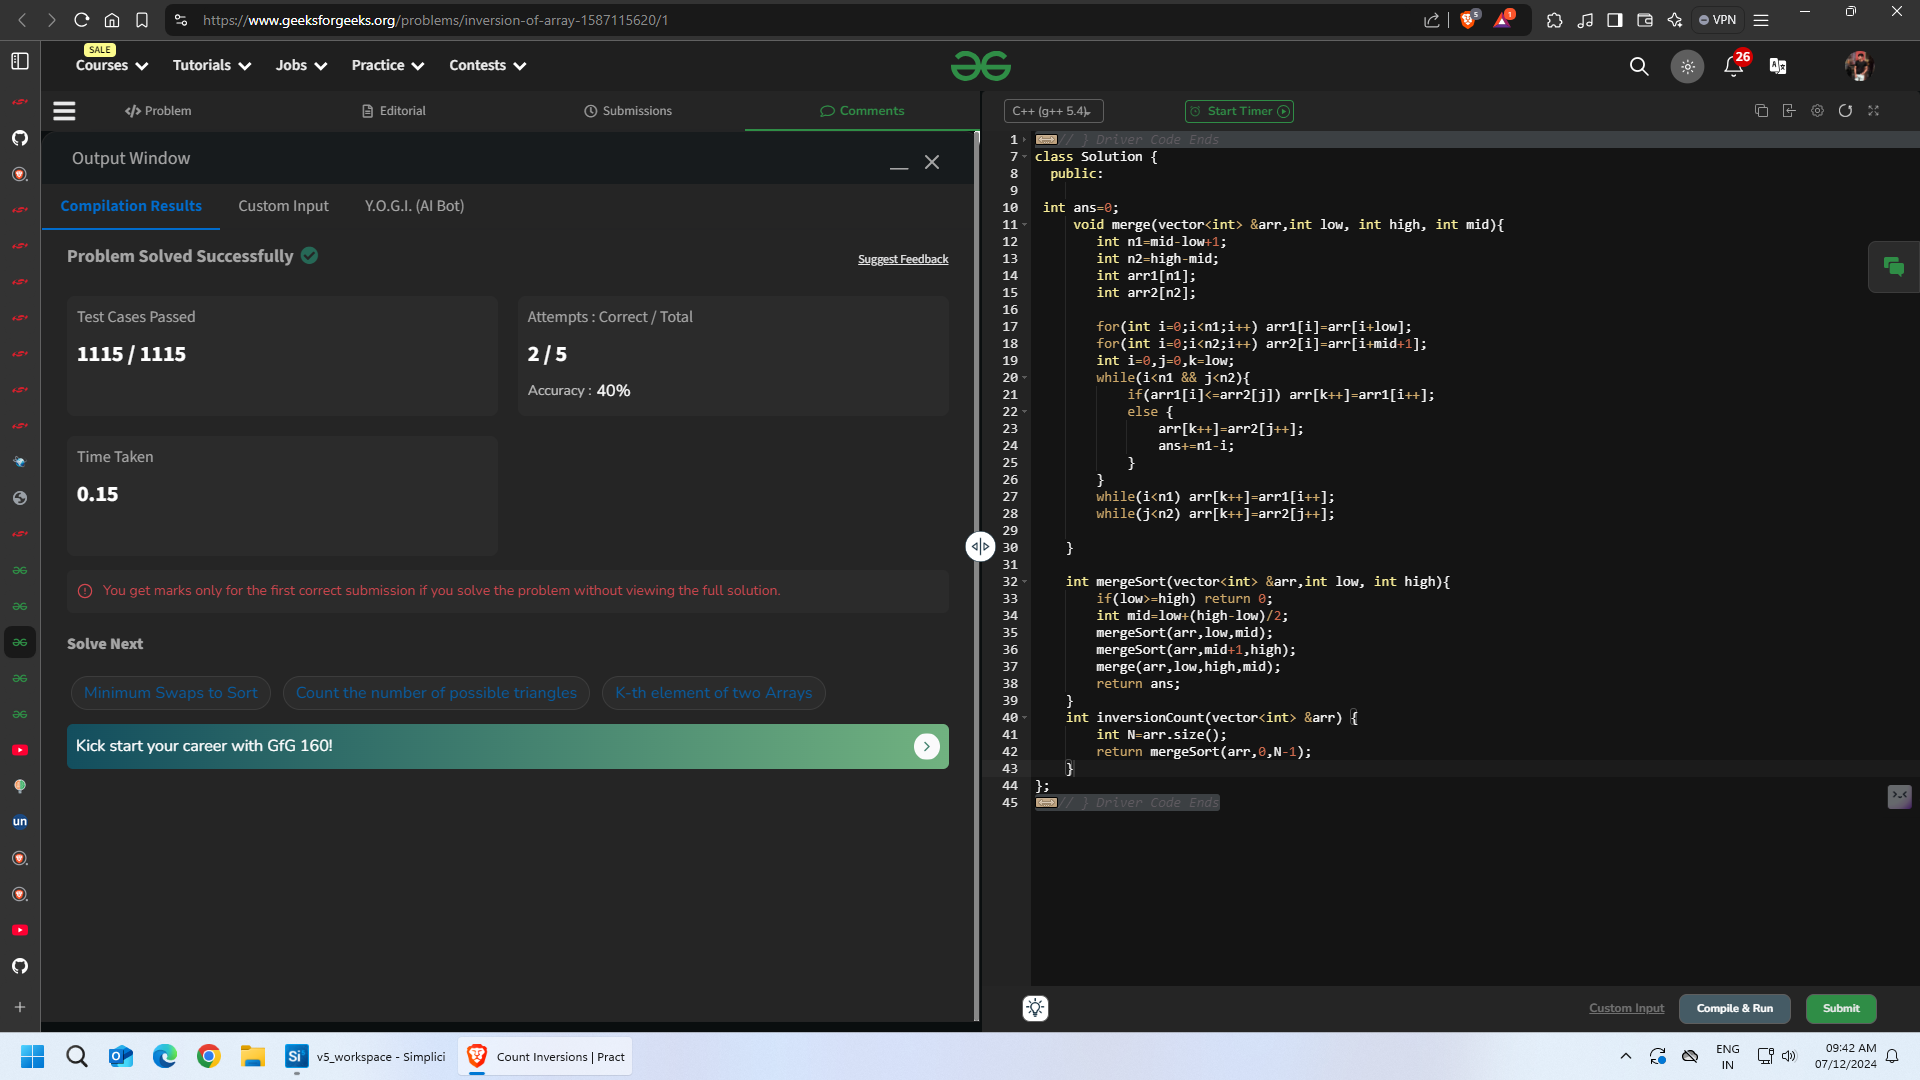 https://www.geeksforgeeks.org/problems/inversion-of-array-1587115620/1
5
1
VPN
SALE
Courses
Tutorials
Jobs
Practice
Contests
26
Problem
Editorial
Submissions
Comments
C++ (g++ 5.4)
Start Timer
Output Window
Compilation Results
Custom Input
Y.O.G.I. (AI Bot)
Problem Solved Successfully
Suggest Feedback
Test Cases Passed
1115 / 1115
Attempts : Correct / Total
2 / 5
Accuracy : 40%
Time Taken
0.15
You get marks only for the first correct submission if you solve the problem without viewing the full solution.
Solve Next
Minimum Swaps to Sort
Count the number of possible triangles
K-th element of two Arrays
Kick start your career with GfG 160!
1 // } Driver Code Ends
7 class Solution {
8 public:
9
10 int ans=0;
11 void merge(vector<int> &arr,int low, int high, int mid){
12 int n1=mid-low+1;
13 int n2=high-mid;
14 int arr1[n1];
15 int arr2[n2];
16
17 for(int i=0;i<n1;i++) arr1[i]=arr[i+low];
18 for(int i=0;i<n2;i++) arr2[i]=arr[i+mid+1];
19 int i=0,j=0,k=low;
20 while(i<n1 && j<n2){
21 if(arr1[i]<=arr2[j]) arr[k++]=arr1[i++];
22 else {
23 arr[k++]=arr2[j++];
24 ans+=n1-i;
25 }
26 }
27 while(i<n1) arr[k++]=arr1[i++];
28 while(j<n2) arr[k++]=arr2[j++];
29
30 }
31
32 int mergeSort(vector<int> &arr,int low, int high){
33 if(low>=high) return 0;
34 int mid=low+(high-low)/2;
35 mergeSort(arr,low,mid);
36 mergeSort(arr,mid+1,high);
37 merge(arr,low,high,mid);
38 return ans;
39 }
40 int inversionCount(vector<int> &arr) {
41 int N=arr.size();
42 return mergeSort(arr,0,N-1);
43 }
44 };
45 // } Driver Code Ends
un
Custom Input
Compile & Run
Submit
Si
v5_workspace - Simplici
Count Inversions | Pract
ENG
IN
09:42 AM
07/12/2024